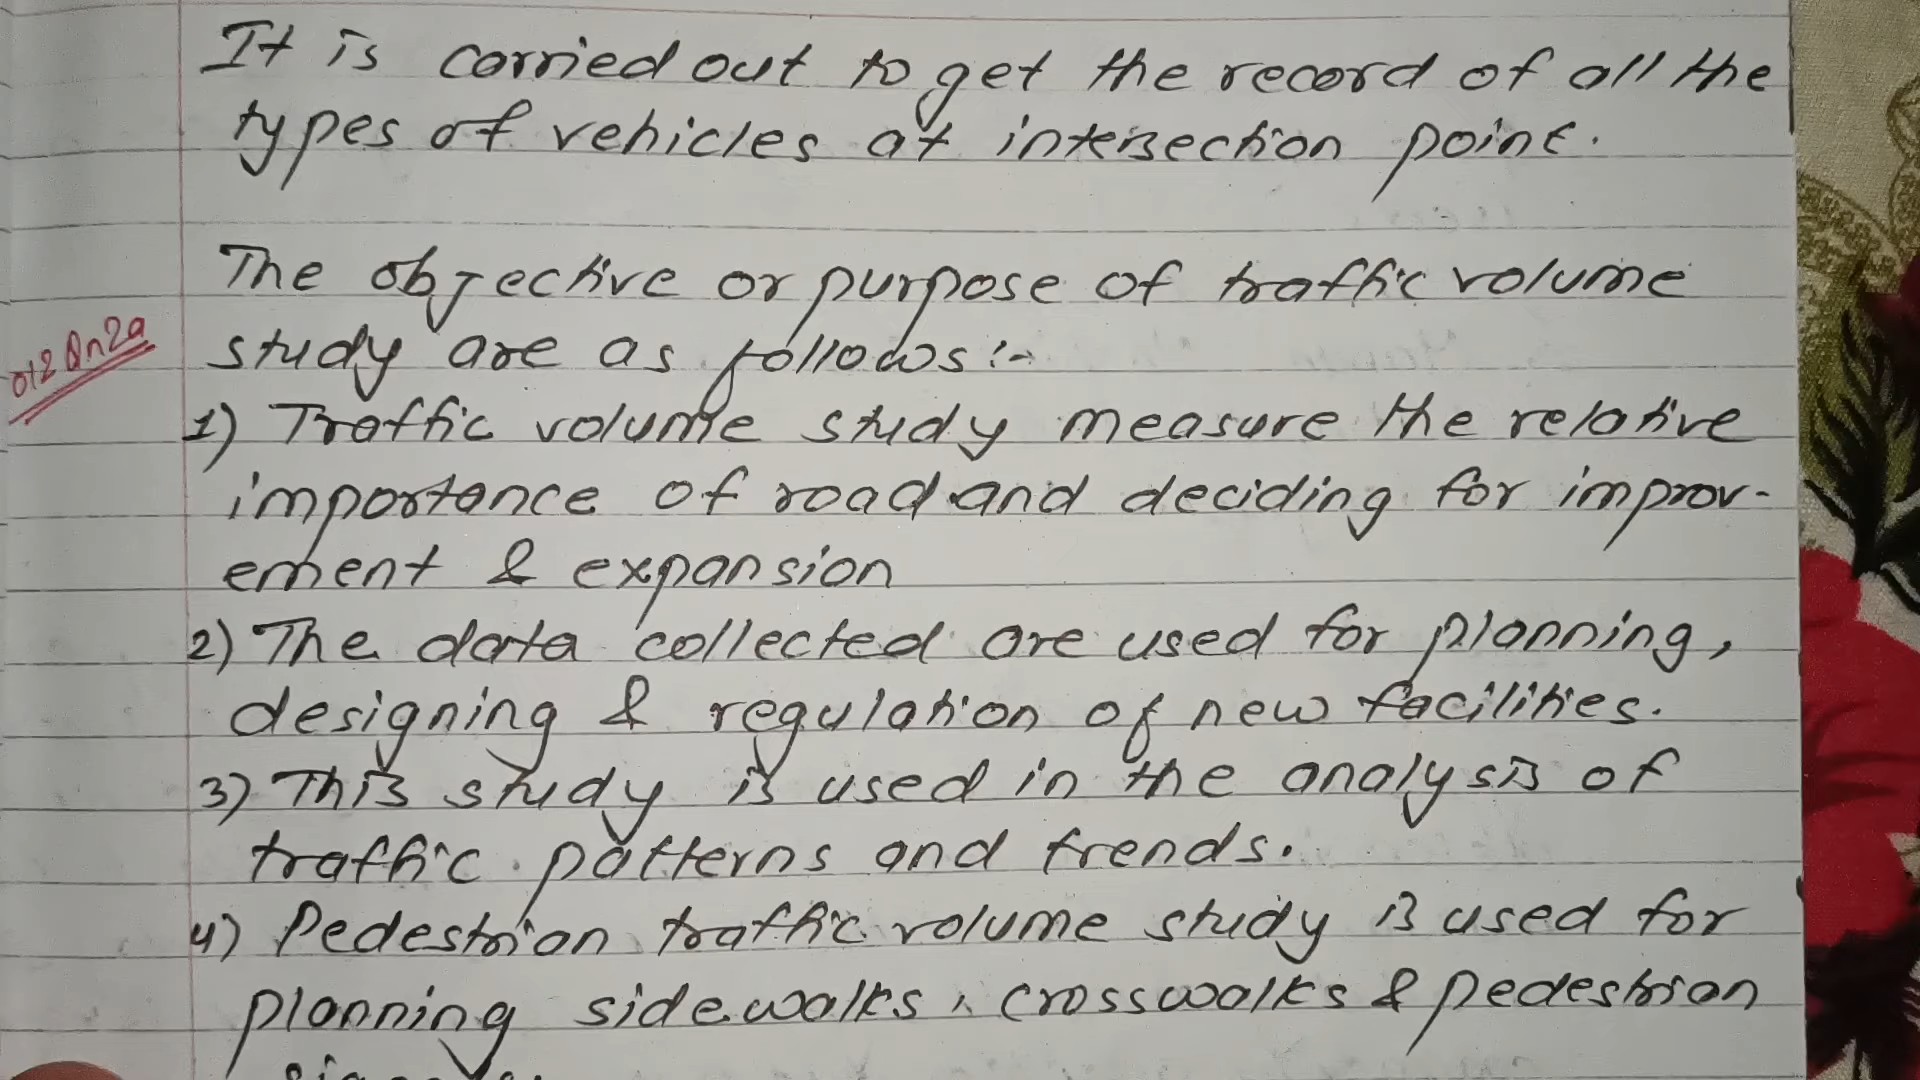 It is carried out to get the record of all the
types of vehicles at intersection point.
The objective or purpose of traffic volume
012 Qn2a
study are as follows :-
1) Traffic volume study measure the relative
importance of road and deciding for improv-
ement & expansion
2) The data collected are used for planning,
designing & regulation of new facilities.
3) This study is used in the analysis of
traffic patterns and trends.
4) Pedestrian traffic volume study is used for
planning sidewalks, crosswalks & pedestrian